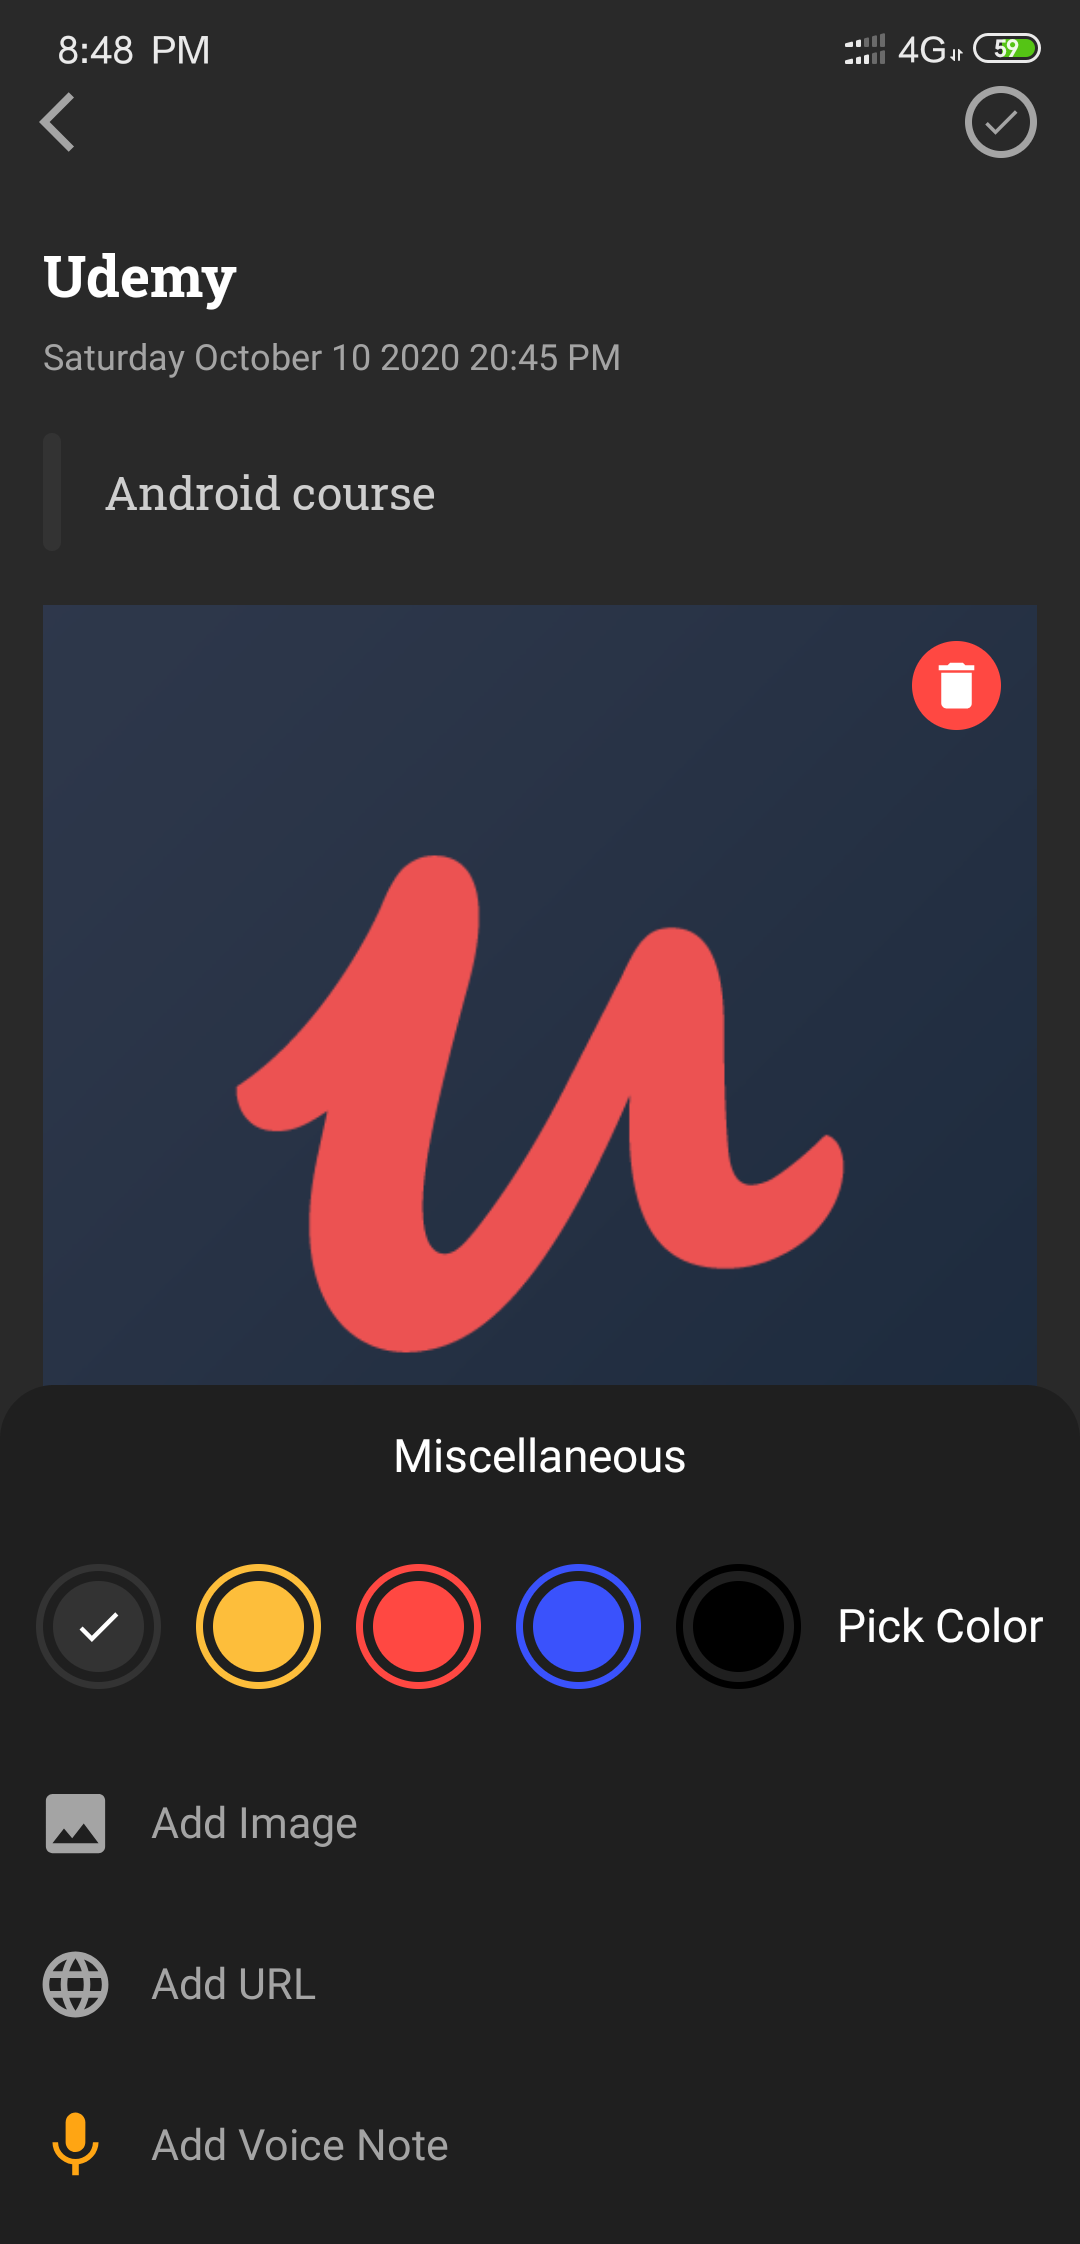 8:48 PM 4G 59
Udemy
Saturday October 10 2020 20:45 PM
Android course
Miscellaneous
Pick Color
Add Image
Add URL
Add Voice Note